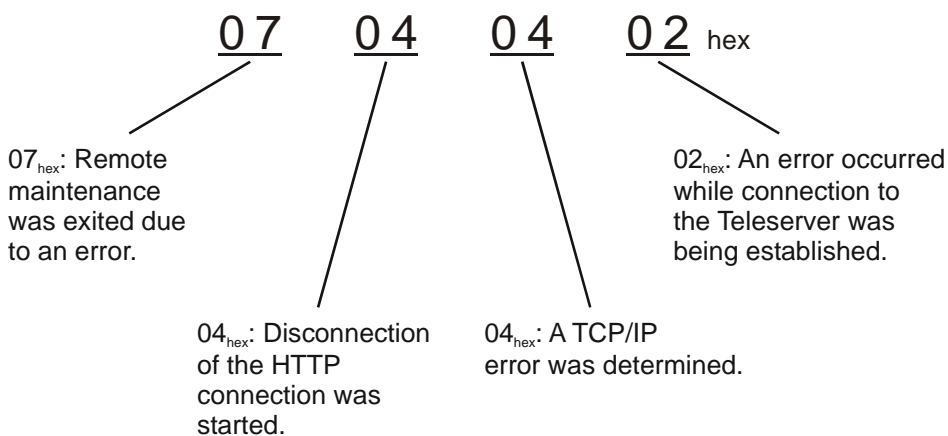 07 04 04 02 hex
07hex: Remote
maintenance
was exited due
to an error.
02hex: An error occurred
while connection to
the Teleserver was
being established.
04hex: Disconnection
of the HTTP
connection was
started.
04hex: A TCP/IP
error was determined.